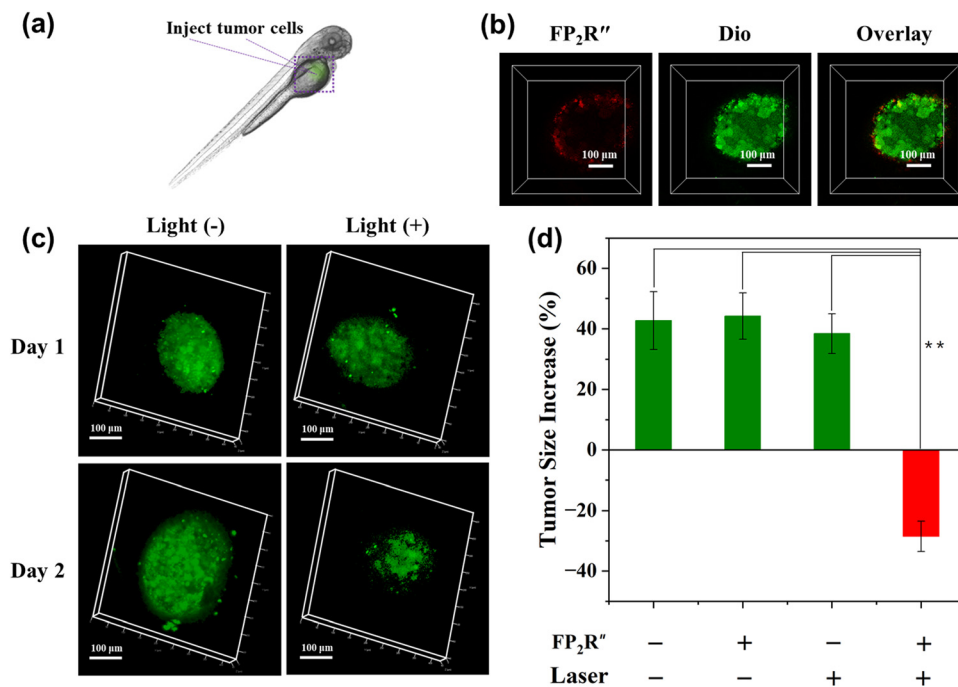 (a)
Inject tumor cells
(b)
FP₂R″ Dio Overlay
100 μm 100 μm 100 μm
(c)
Light (-) Light (+)
Day 1
100 μm 100 μm
Day 2
100 μm 100 μm
(d)
Tumor Size Increase (%)
60
40
20
0
−20
−40
−60
**
FP₂R″ − + − +
Laser − − + +